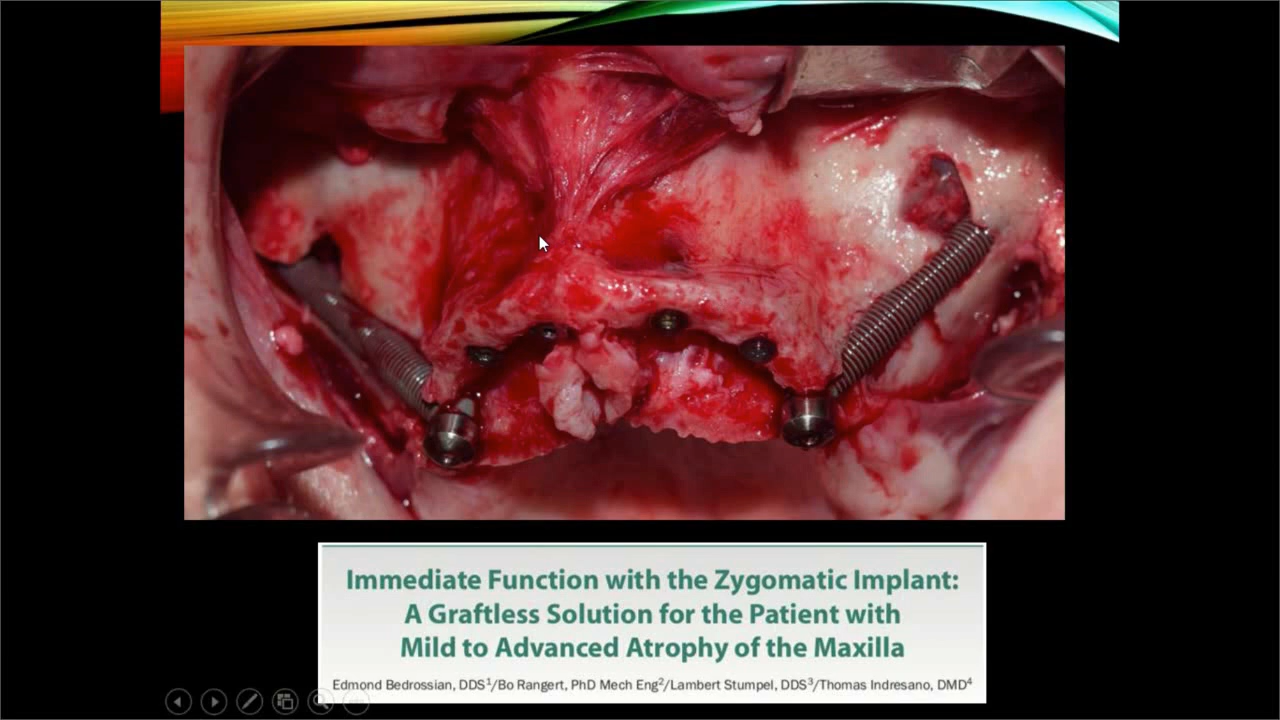 Immediate Function with the Zygomatic Implant:
A Graftless Solution for the Patient with
Mild to Advanced Atrophy of the Maxilla
Edmond Bedrossian, DDS¹/Bo Rangert, PhD Mech Eng²/Lambert Stumpel, DDS³/Thomas Indresano, DMD⁴